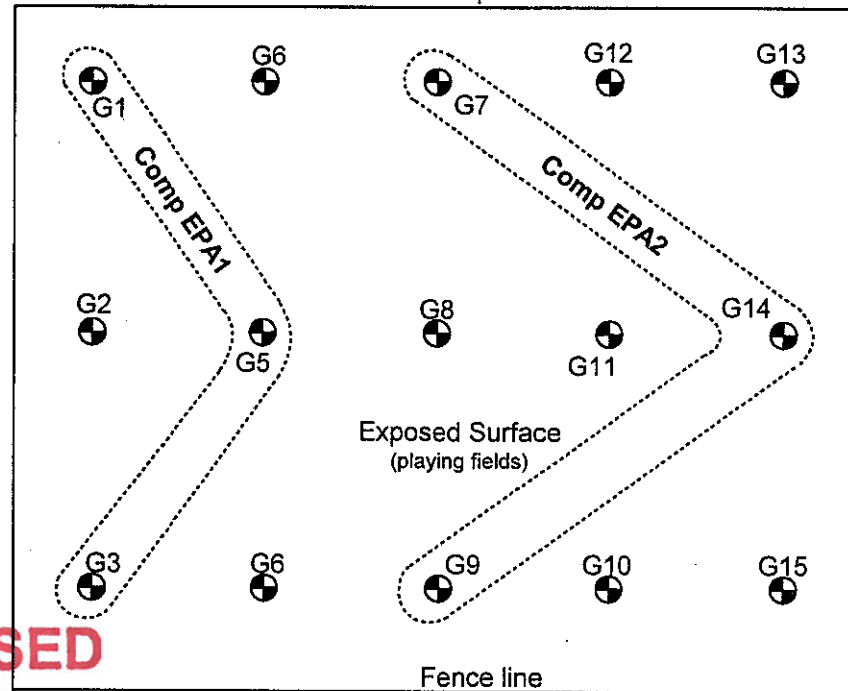 G6
G12
G13
G1
G7
Comp EPA1
Comp EPA2
G2
G8
G14
G5
G11
Exposed Surface
(playing fields)
G3
G6
G9
G10
G15
SED
Fence line